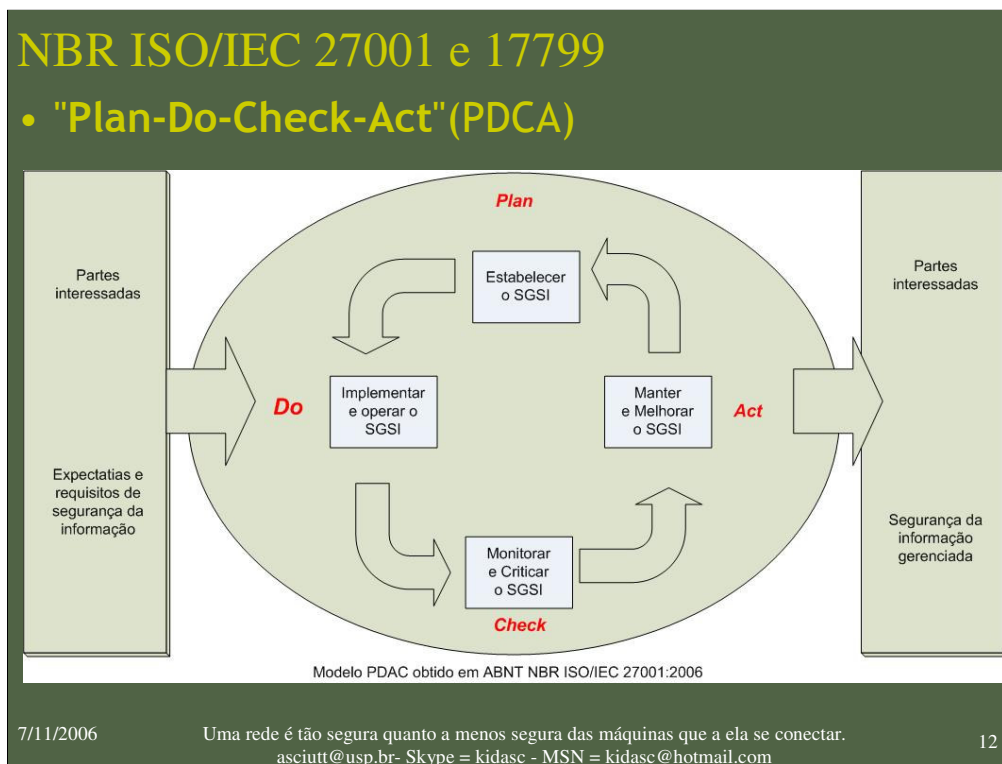 NBR ISO/IEC 27001 e 17799
• "Plan-Do-Check-Act"(PDCA)
Partes
interessadas
Expectatias e
requisitos de
segurança da
informação
Plan
Estabelecer
o SGSI
Do
Implementar
e operar o
SGSI
Manter
e Melhorar
o SGSI
Act
Monitorar
e Criticar
o SGSI
Check
Partes
interessadas
Segurança da
informação
gerenciada
Modelo PDAC obtido em ABNT NBR ISO/IEC 27001:2006
7/11/2006
Uma rede é tão segura quanto a menos segura das máquinas que a ela se conectar.
asciutt@usp.br- Skype = kidasc - MSN = kidasc@hotmail.com
12